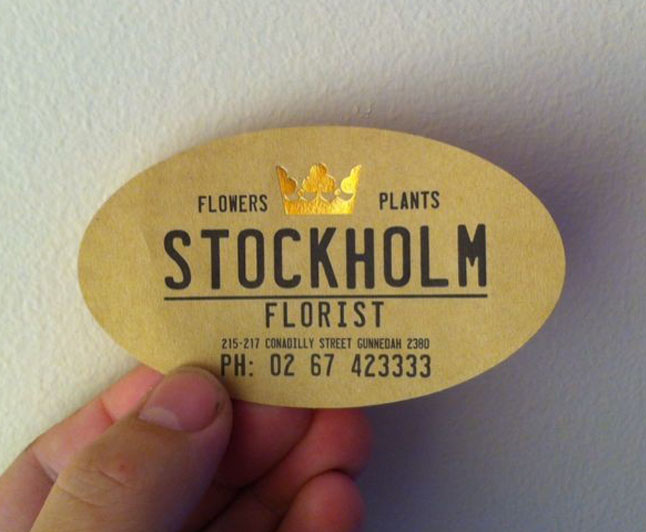 FLOWERS PLANTS
STOCKHOLM
FLORIST
215-217 CONADILLY STREET GUNNEDAH 2380
PH: 02 67 423333